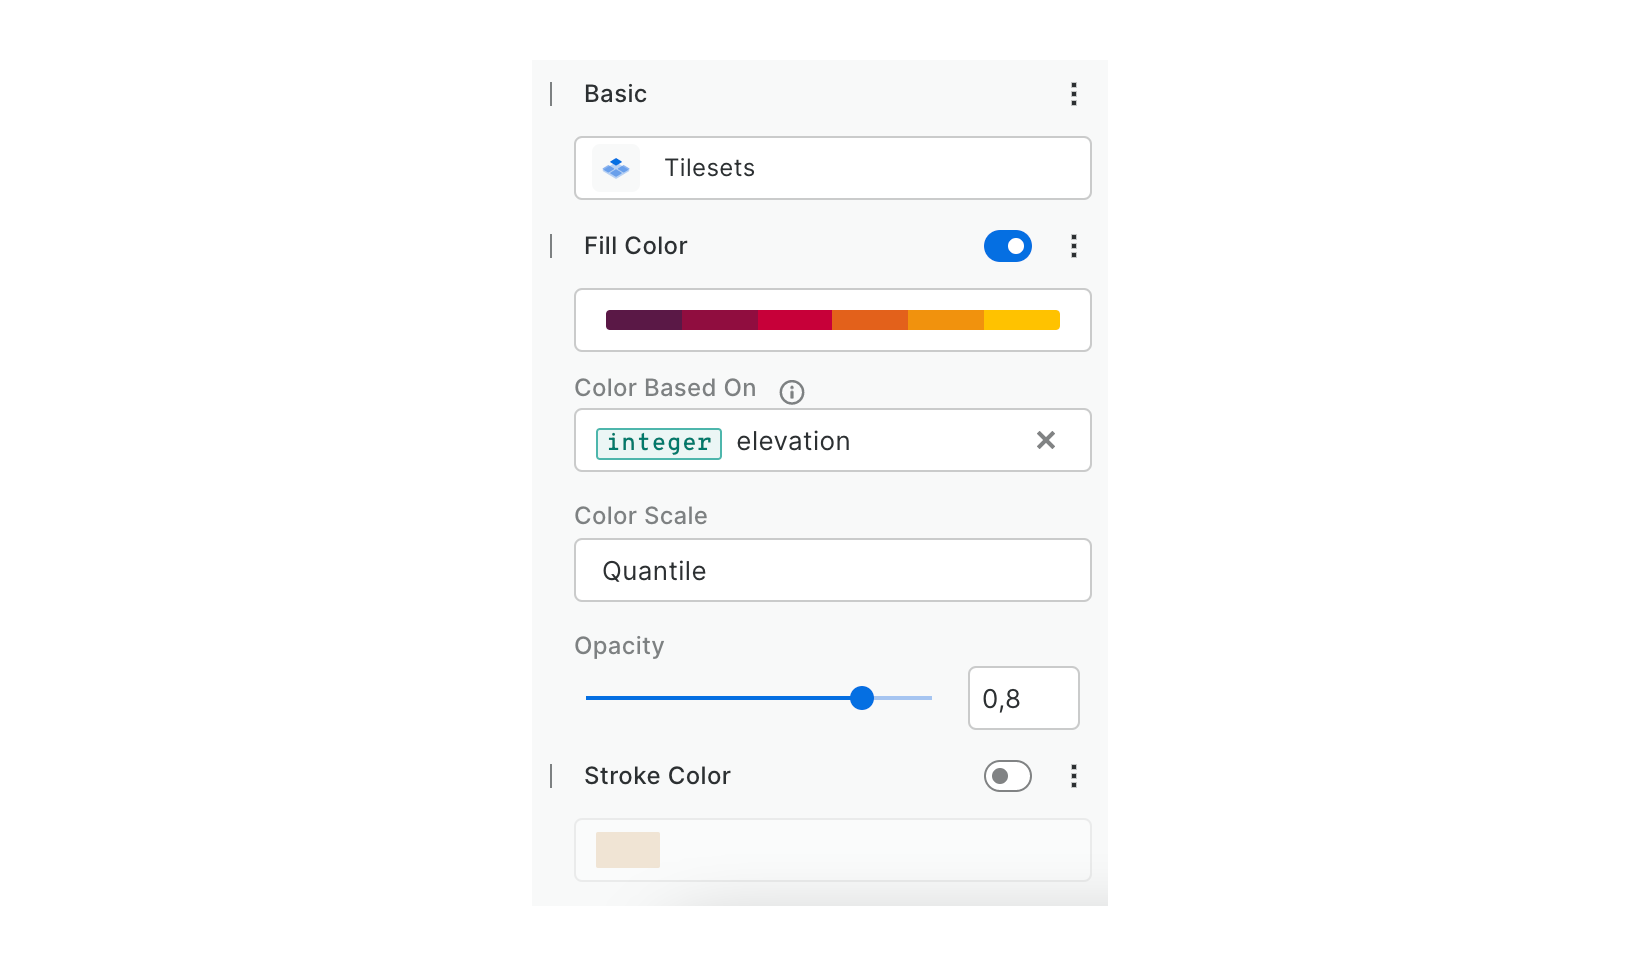 Basic
Tilesets
Fill Color
Color Based On
integer elevation
Color Scale
Quantile
Opacity
0,8
Stroke Color